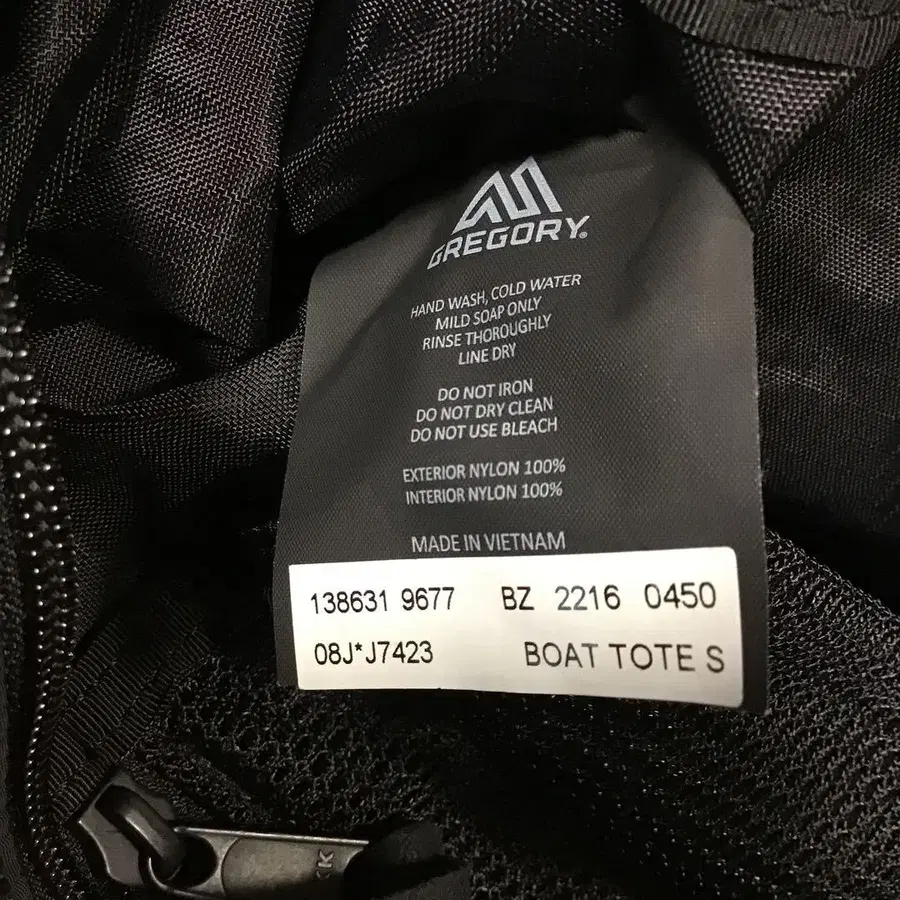 GREGORY.
HAND WASH, COLD WATER
MILD SOAP ONLY
RINSE THOROUGHLY
LINE DRY
DO NOT IRON
DO NOT DRY CLEAN
DO NOT USE BLEACH
EXTERIOR NYLON 100%
INTERIOR NYLON 100%
MADE IN VIETNAM
138631 9677 BZ 2216 0450
08J*J7423 BOAT TOTE S